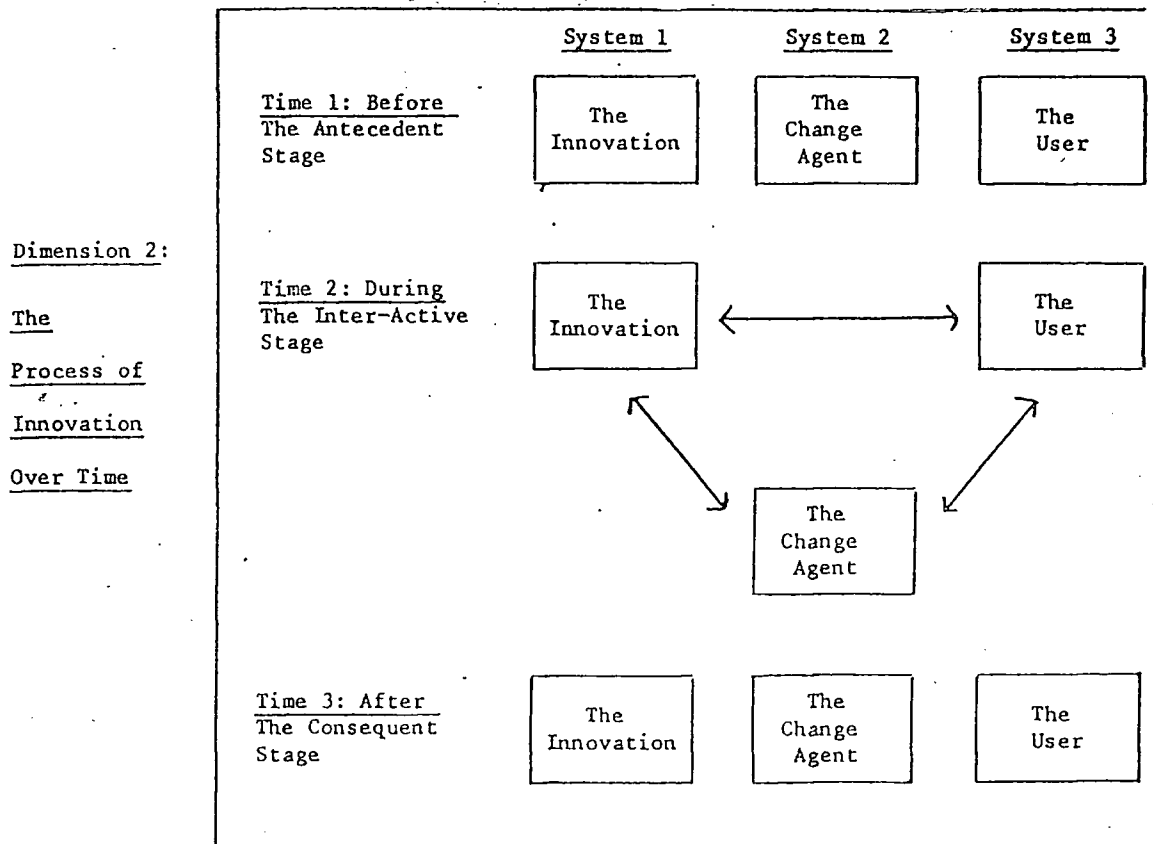 System 1 System 2 System 3
Time 1: Before
The Antecedent
Stage
The
Innovation
The
Change
Agent
The
User
Dimension 2:
The
Process of
Innovation
Over Time
Time 2: During
The Inter-Active
Stage
The
Innovation
The
User
The
Change
Agent
Time 3: After
The Consequent
Stage
The
Innovation
The
Change
Agent
The
User